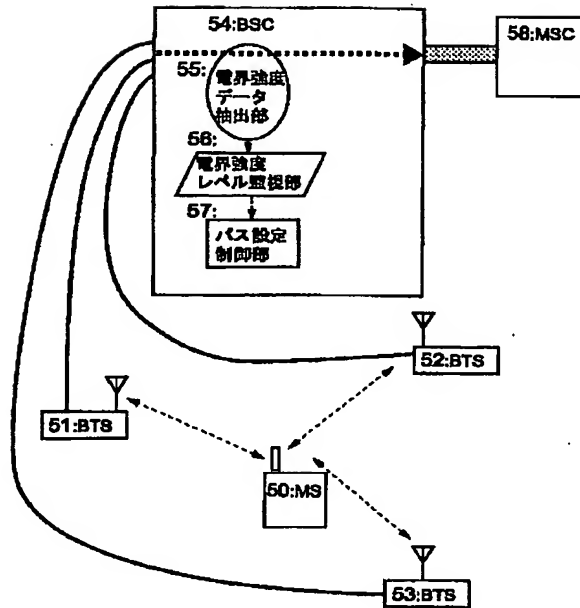 54:BSC
58:MSC
55:
電界強度
データ
抽出部
56:
電界強度
レベル監視部
57:
パス設定
制御部
52:BTS
51:BTS
50:MS
53:BTS